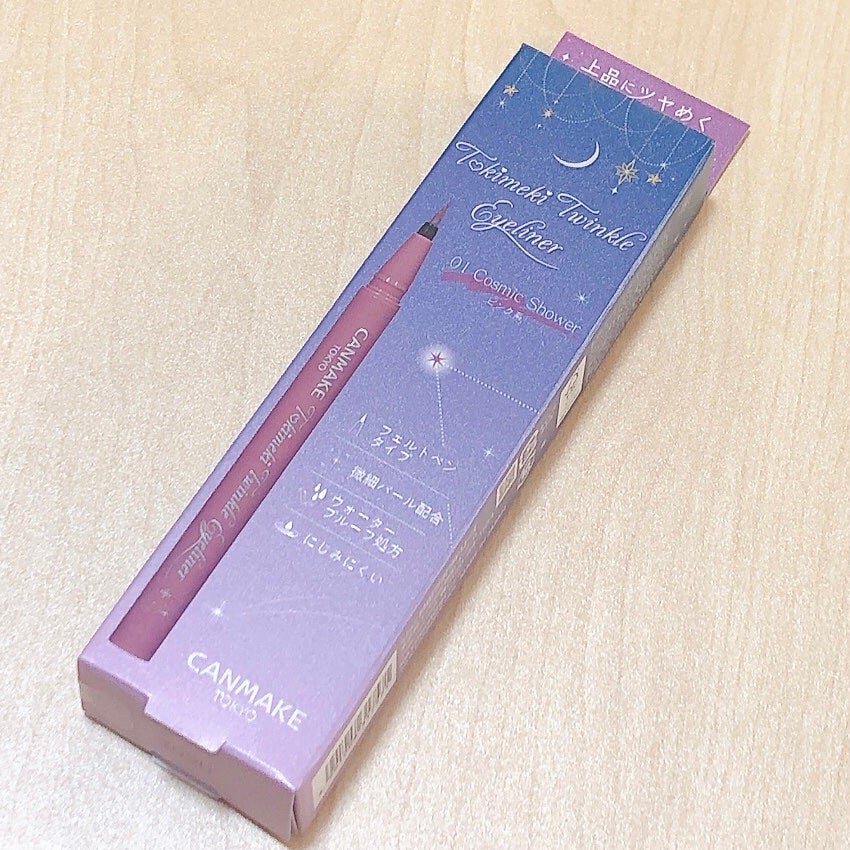 上品にツヤめく
Tokimeki Twinkle
Eyeliner
01 Cosmic Shower
ピンク系
CANMAKE
TOKYO
Tokimeki Twinkle Eyeliner
フェルトペン
タイプ
微細パール配合
ウォーター
プルーフ処方
にじみにくい
CANMAKE
TOKYO